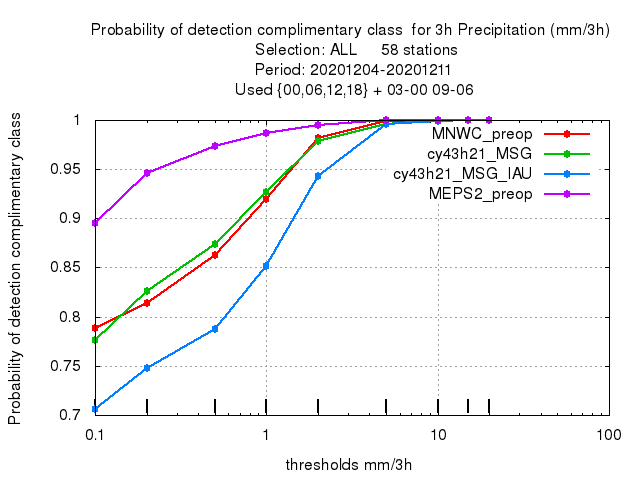 Probability of detection complimentary class  for 3h Precipitation (mm/3h)
Selection: ALL     58 stations
Period: 20201204-20201211
Used {00,06,12,18} + 03-00 09-06
Probability of detection complimentary class
1
0.95
0.9
0.85
0.8
0.75
0.7
MNWC_preop
cy43h21_MSG
cy43h21_MSG_IAU
MEPS2_preop
0.1 1 10 100
thresholds mm/3h